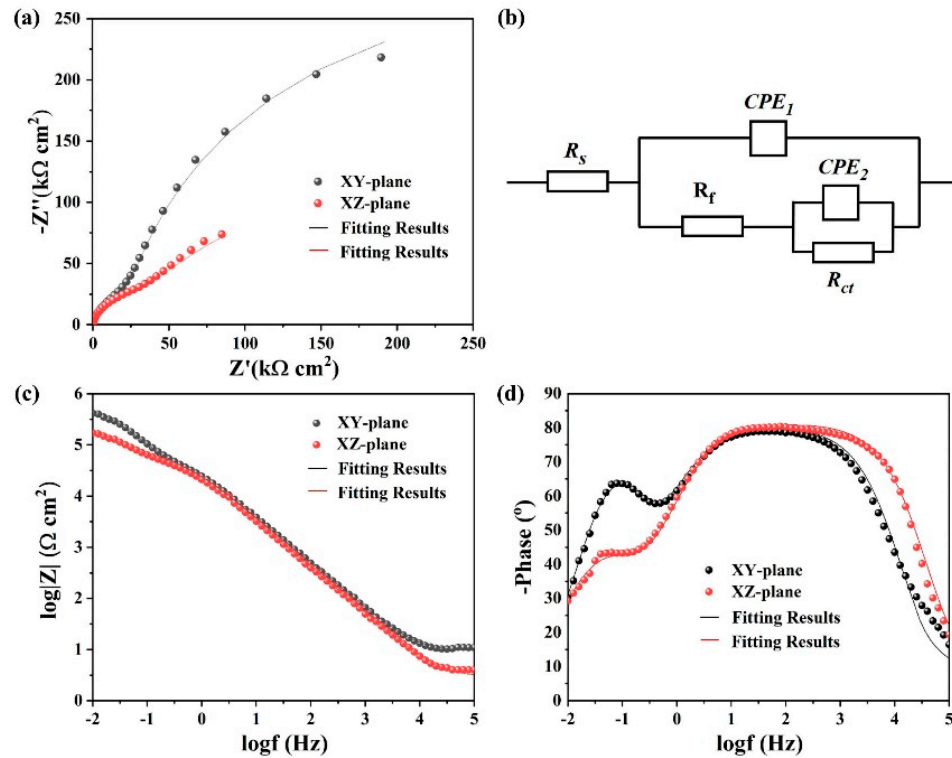 (a)
250
200
150
100
50
0
-Z''(kΩ cm²)
XY-plane
XZ-plane
Fitting Results
Fitting Results
0 50 100 150 200 250
Z'(kΩ cm²)
(b)
CPE₁
Rₛ
CPE₂
R_f
R_ct
(c)
6
5
4
3
2
1
0
log|Z| (Ω cm²)
XY-plane
XZ-plane
Fitting Results
Fitting Results
-2 -1 0 1 2 3 4 5
logf (Hz)
(d)
90
80
70
60
50
40
30
20
10
0
-Phase (°)
XY-plane
XZ-plane
Fitting Results
Fitting Results
-2 -1 0 1 2 3 4 5
logf (Hz)